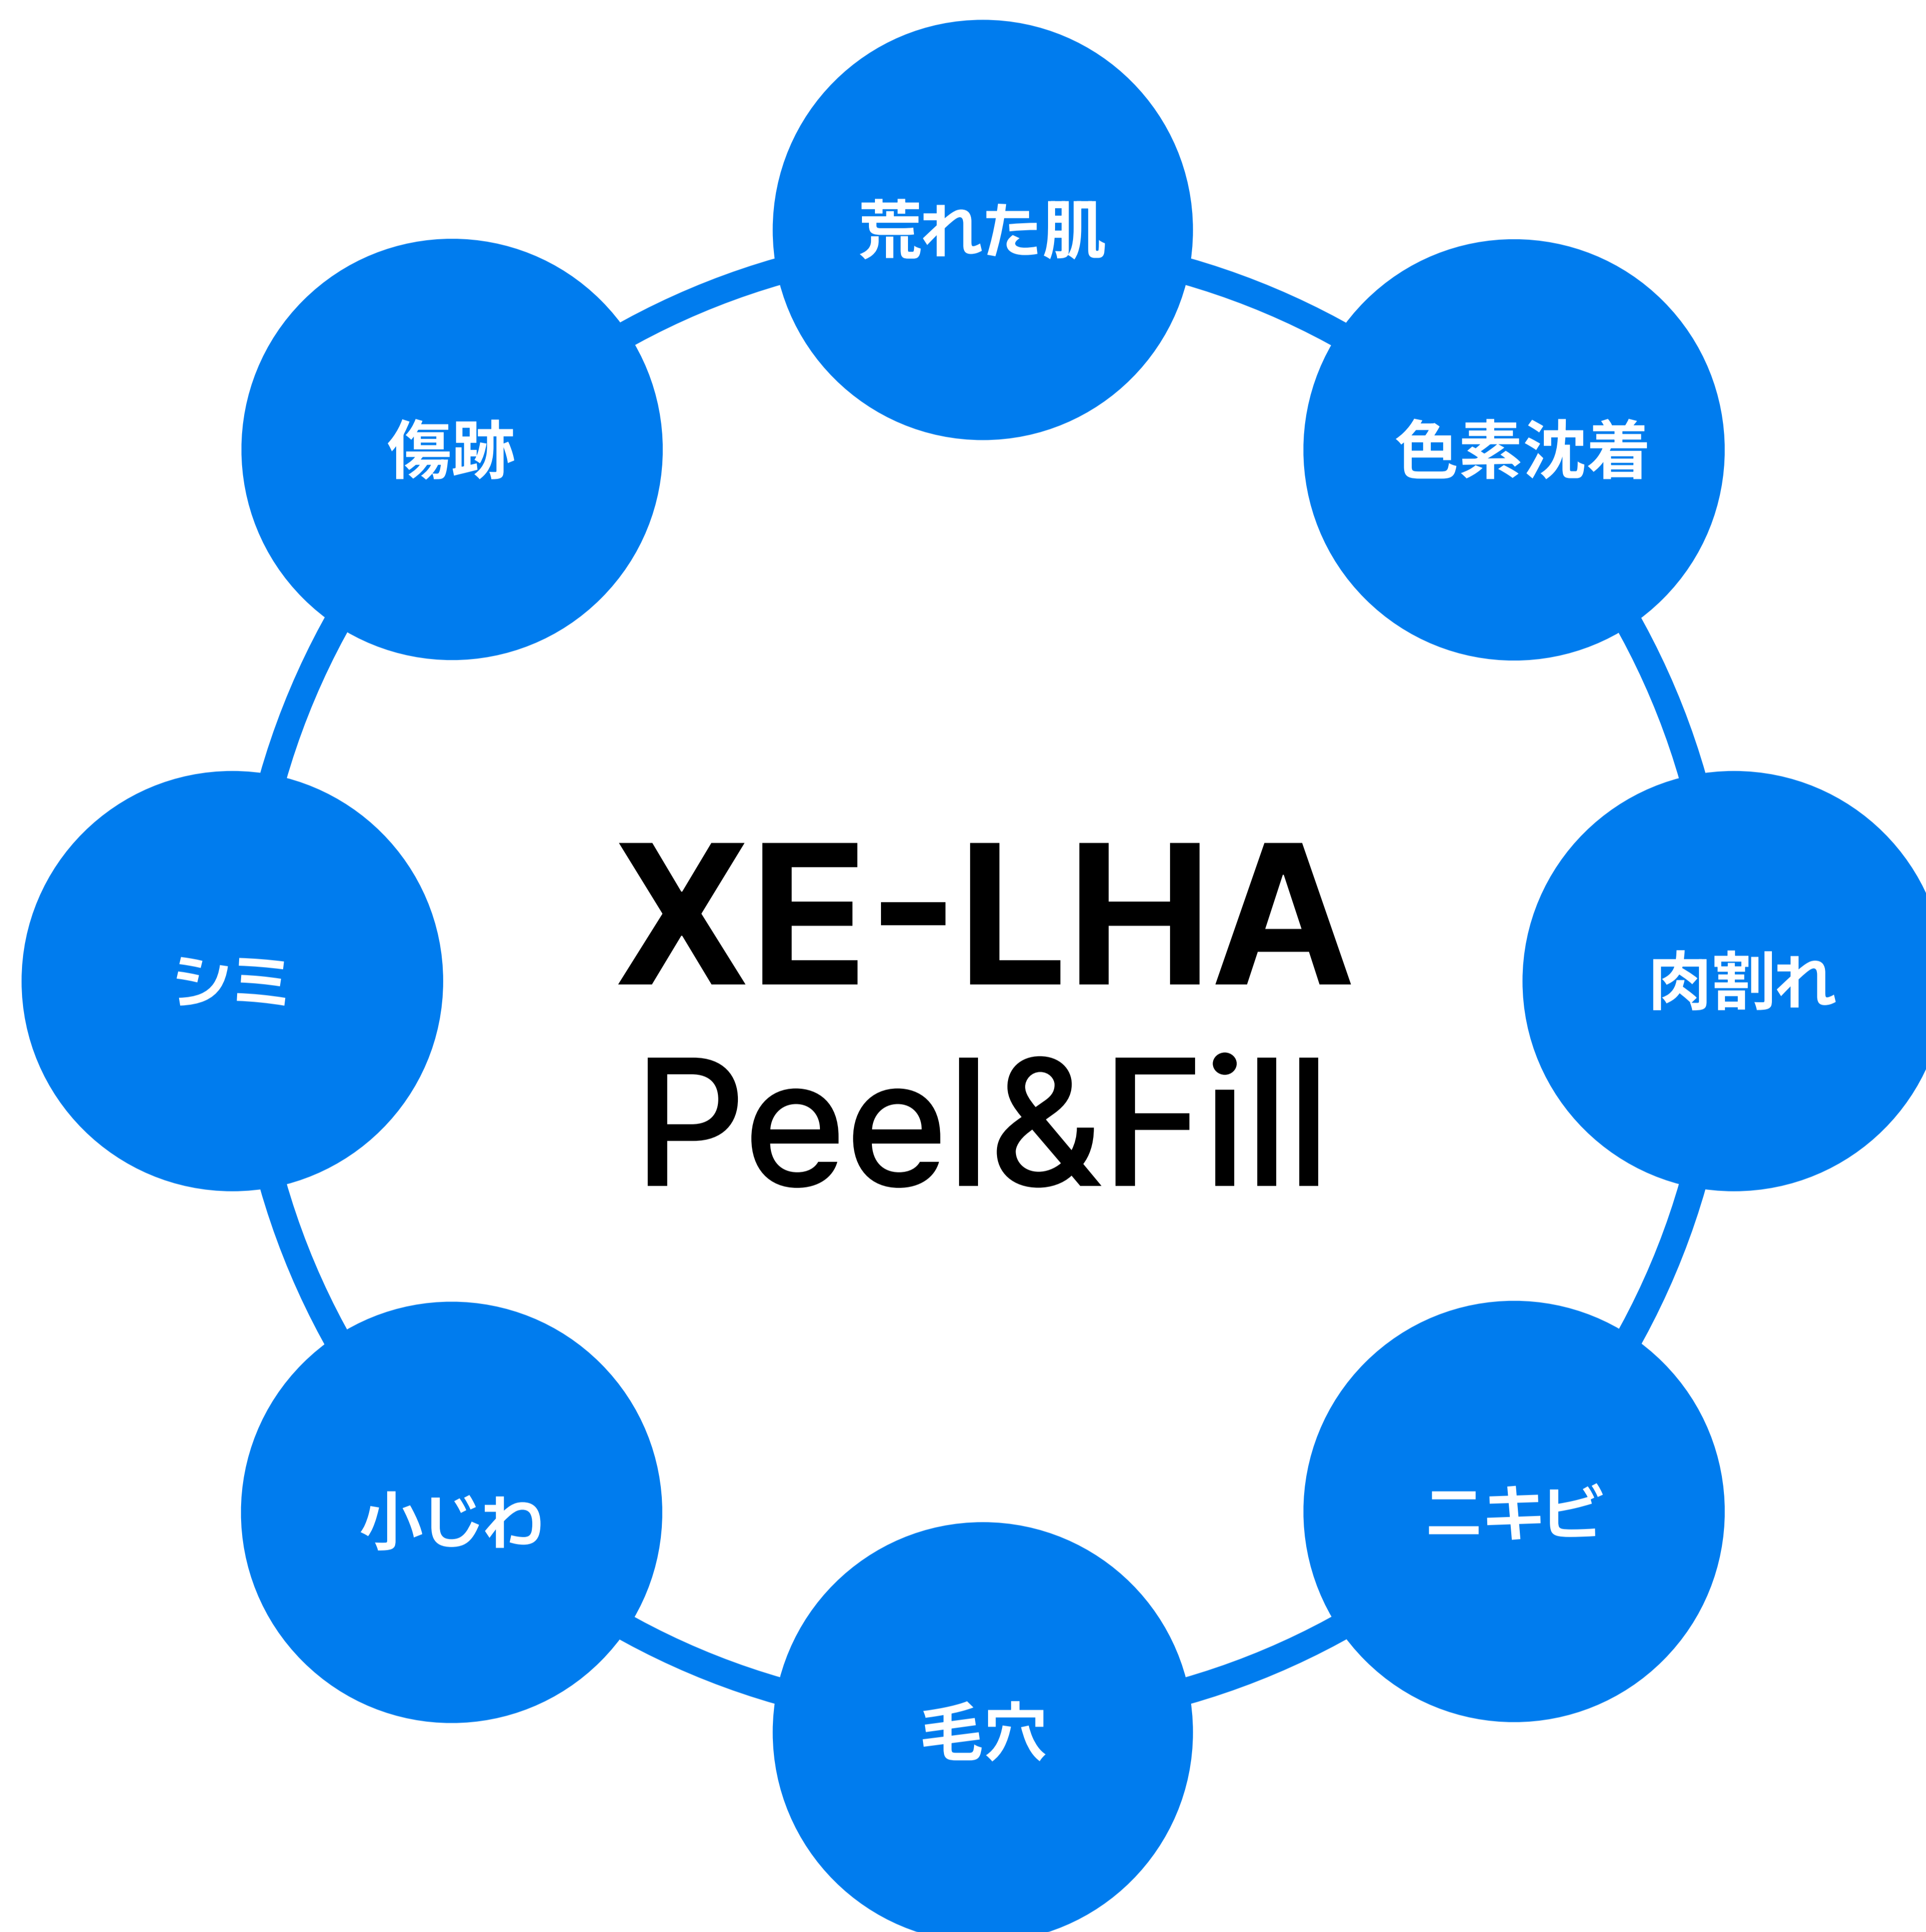 荒れた肌
傷跡
色素沈着
XE-LHA
シミ
肉割れ
Peel&Fill
小じわ
ニキビ
毛穴